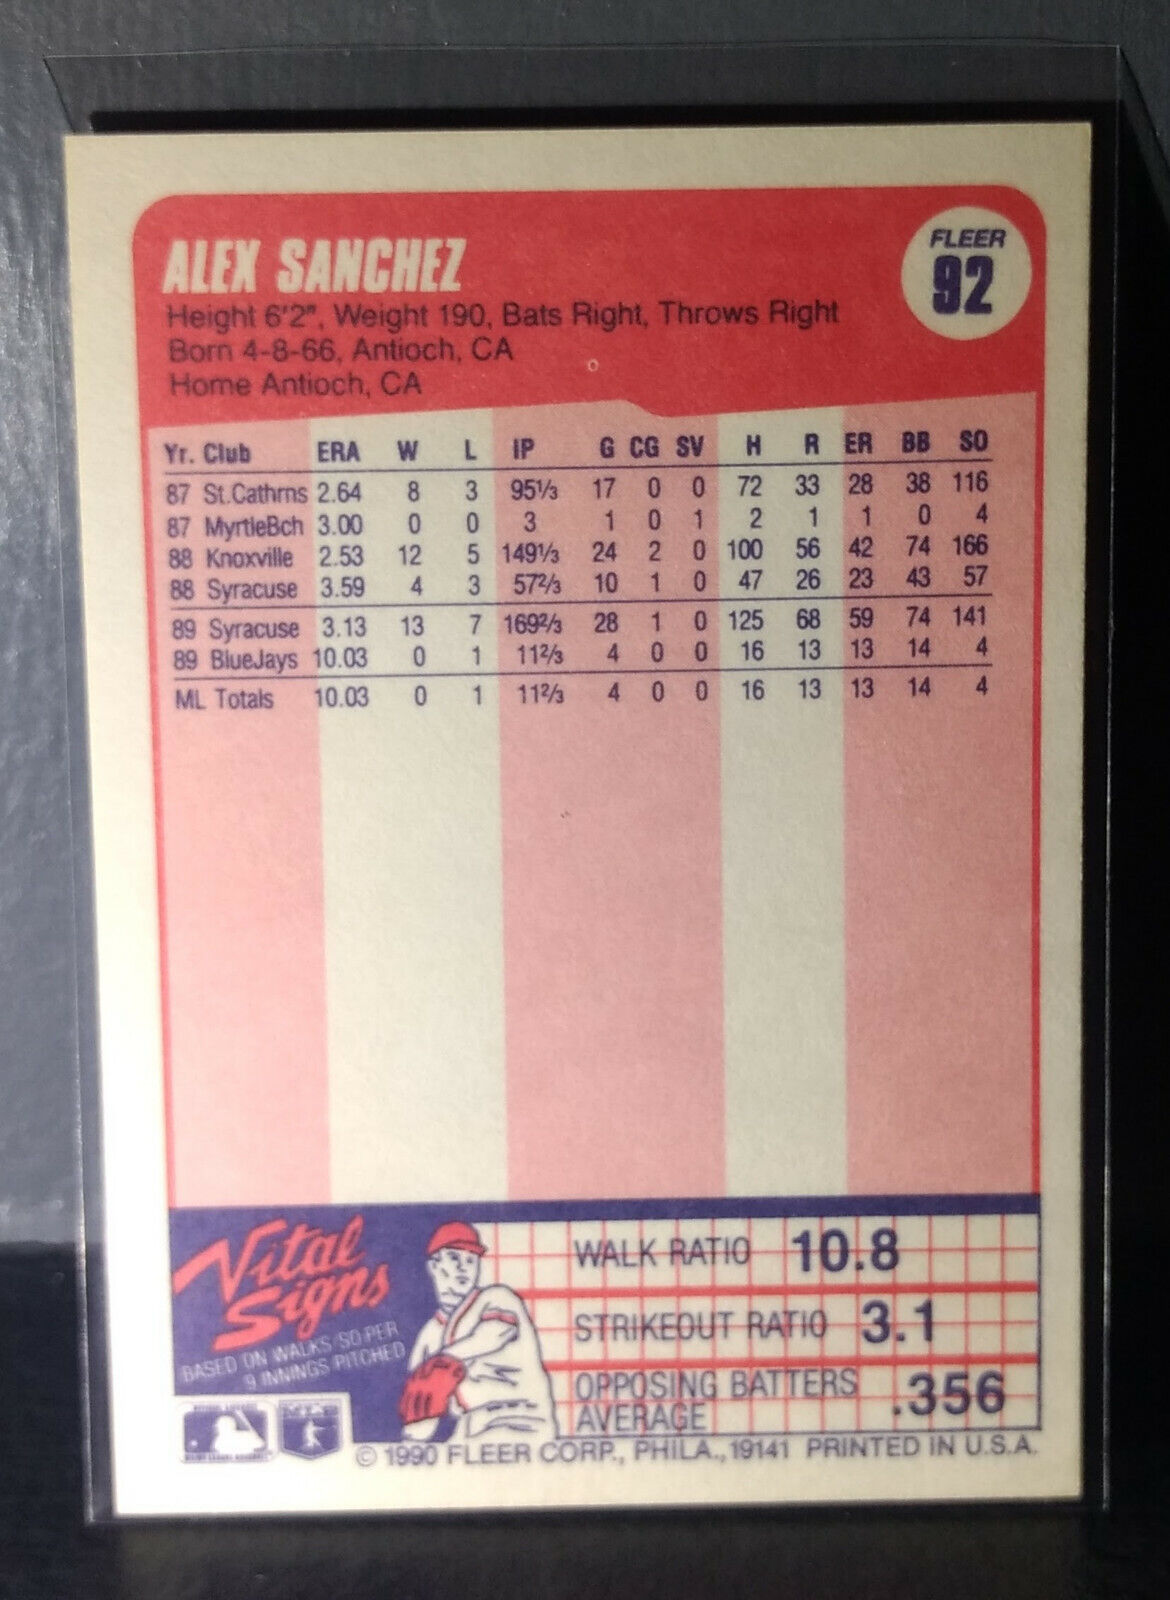 ALEX SANCHEZ
FLEER
92
Height 6'2", Weight 190, Bats Right, Throws Right
Born 4-8-66, Antioch, CA
Home Antioch, CA
Yr. Club ERA W L IP G CG SV H R ER BB SO
87 St.Cathrns 2.64 8 3 95⅓ 17 0 0 72 33 28 38 116
87 MyrtleBch 3.00 0 0 3 1 0 1 2 1 1 0 4
88 Knoxville 2.53 12 5 149⅓ 24 2 0 100 56 42 74 166
88 Syracuse 3.59 4 3 57⅔ 10 1 0 47 26 23 43 57
89 Syracuse 3.13 13 7 169⅔ 28 1 0 125 68 59 74 141
89 BlueJays 10.03 0 1 11⅔ 4 0 0 16 13 13 14 4
ML Totals 10.03 0 1 11⅔ 4 0 0 16 13 13 14 4
Vital
Signs
BASED ON WALKS/SO PER
9 INNINGS PITCHED
WALK RATIO 10.8
STRIKEOUT RATIO 3.1
OPPOSING BATTERS
AVERAGE .356
© 1990 FLEER CORP., PHILA., 19141 PRINTED IN U.S.A.